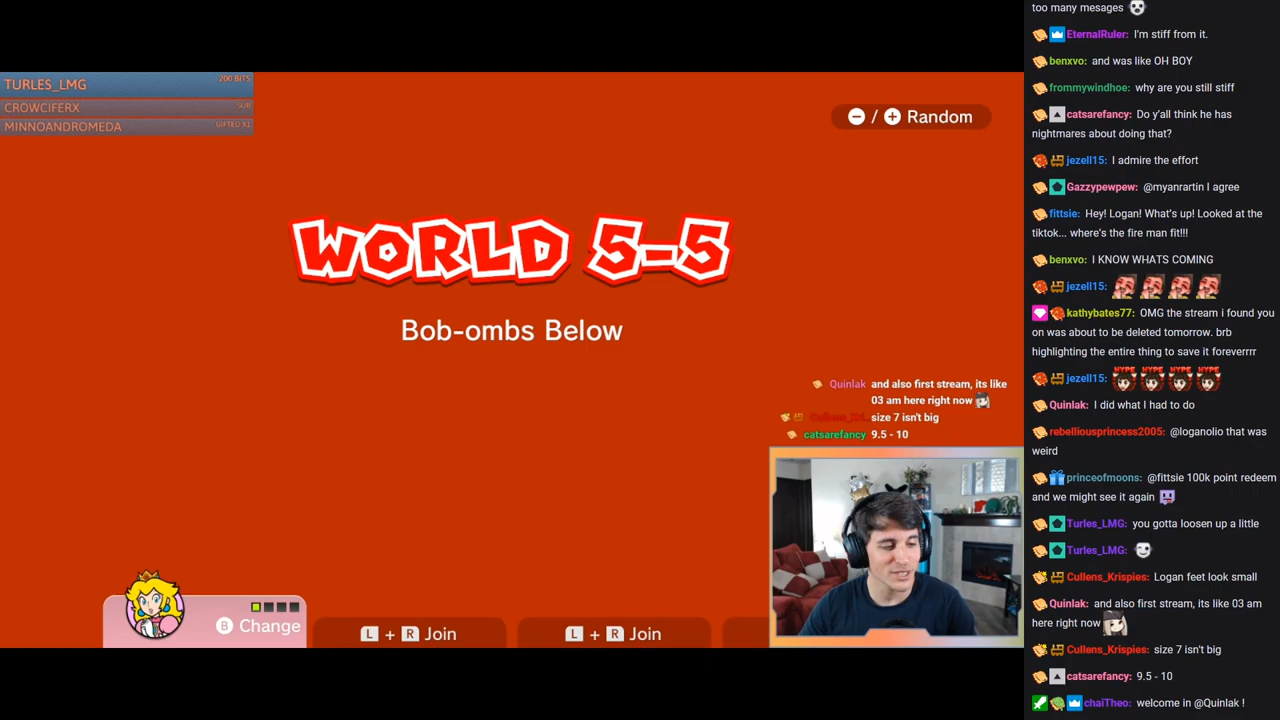 TURLES_LMG 200 BITS
CROWCIFERX SUB
MINNOANDROMEDA GIFTED X1
- / + Random
WORLD 5-5
Bob-ombs Below
Quinlak and also first stream, its like
03 am here right now
size 7 isn't big
catsarefancy 9.5 - 10
B Change
L + R Join
L + R Join
too many mesages
EternalRuler: I'm stiff from it.
benxvo: and was like OH BOY
frommywindhoe: why are you still stiff
catsarefancy: Do y'all think he has
nightmares about doing that?
jezell15: I admire the effort
Gazzypewpew: @myanrartin I agree
fittsie: Hey! Logan! What's up! Looked at the
tiktok... where's the fire man fit!!!
benxvo: I KNOW WHATS COMING
jezell15:
kathybates77: OMG the stream i found you
on was about to be deleted tomorrow. brb
highlighting the entire thing to save it foreverrrr
jezell15: HYPE HYPE HYPE HYPE
Quinlak: I did what I had to do
rebelliousprincess2005: @loganolio that was
weird
princeofmoons: @fittsie 100k point redeem
and we might see it again
Turles_LMG: you gotta loosen up a little
Turles_LMG:
Cullens_Krispies: Logan feet look small
Quinlak: and also first stream, its like 03 am
here right now
Cullens_Krispies: size 7 isn't big
catsarefancy: 9.5 - 10
chaiTheo: welcome in @Quinlak !